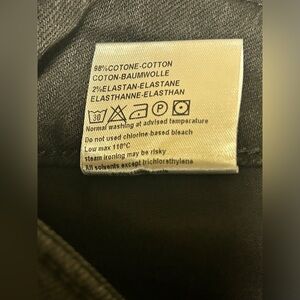 98%COTONE-COTTON
COTON-BAUMWOLLE
2%ELASTAN-ELASTANE
ELASTHANNE-ELASTHAN
30 P
Normal washing at advised temperature
Do not used chlorine-based bleach
Low max 110°C
steam ironing may be risky
All solvents except trichlorethylene